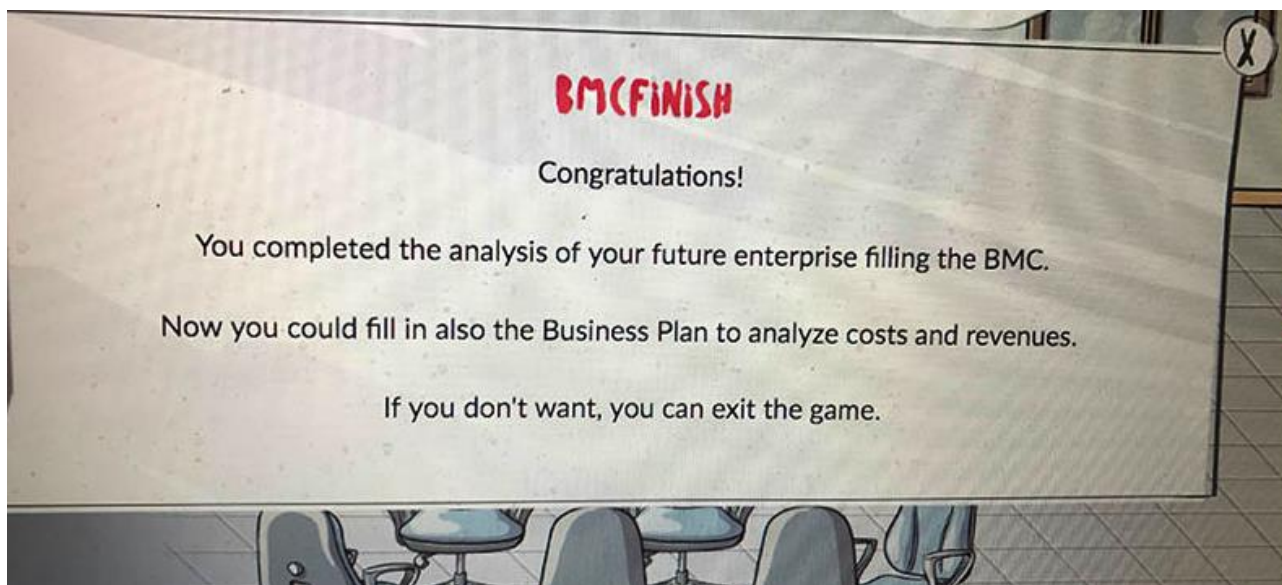 X
BMCFINISH
Congratulations!
You completed the analysis of your future enterprise filling the BMC.
Now you could fill in also the Business Plan to analyze costs and revenues.
If you don't want, you can exit the game.